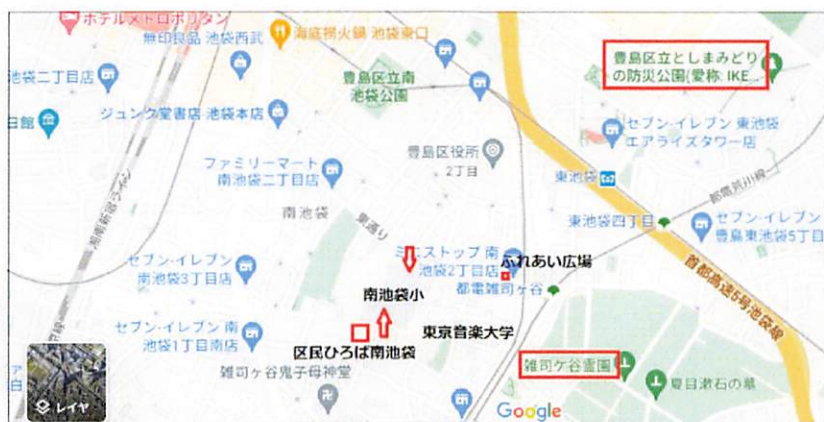 ホテルメトロポリタン
無印良品 池袋西武
海底撈火鍋 池袋東口
池袋二丁目店
豊島区立南
池袋公園
豊島区立としまみどり
の防災公園(愛称: IKE...
ジュンク堂書店 池袋本店
日館
セブン-イレブン 東池袋
エアライズタワー店
ファミリーマート
南池袋二丁目店
豊島区役所
2丁目
東池袋
都電荒川線
南池袋
東通り
東池袋四丁目
セブン-イレブン
豊島東池袋5丁目
セブン-イレブン
南池袋3丁目店
ミニストップ 南
池袋2丁目店
ふれあい広場
都電雑司ヶ谷
首都高速5号池袋線
南池袋小
セブン-イレブン 南
池袋1丁目南店
東京音楽大学
区民ひろば南池袋
雑司ヶ谷鬼子母神堂
雑司ケ谷霊園
夏目漱石の墓
レイヤ
Google